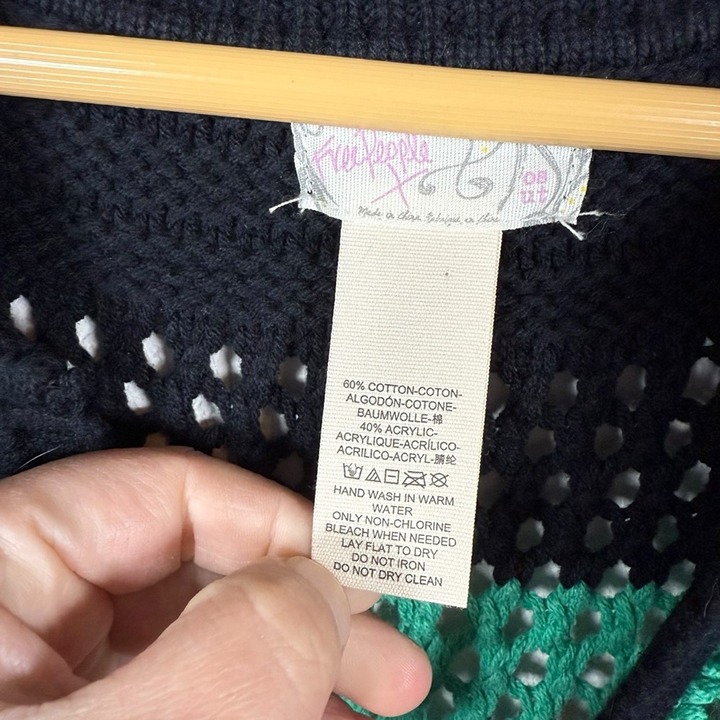 Free People
OS
UT
Made in China Fabriqué en Chine
60% COTTON-COTON-
ALGODÓN-COTONE-
BAUMWOLLE-棉
40% ACRYLIC-
ACRYLIQUE-ACRÍLICO-
ACRILICO-ACRYL-腈纶
HAND WASH IN WARM
WATER
ONLY NON-CHLORINE
BLEACH WHEN NEEDED
LAY FLAT TO DRY
DO NOT IRON
DO NOT DRY CLEAN